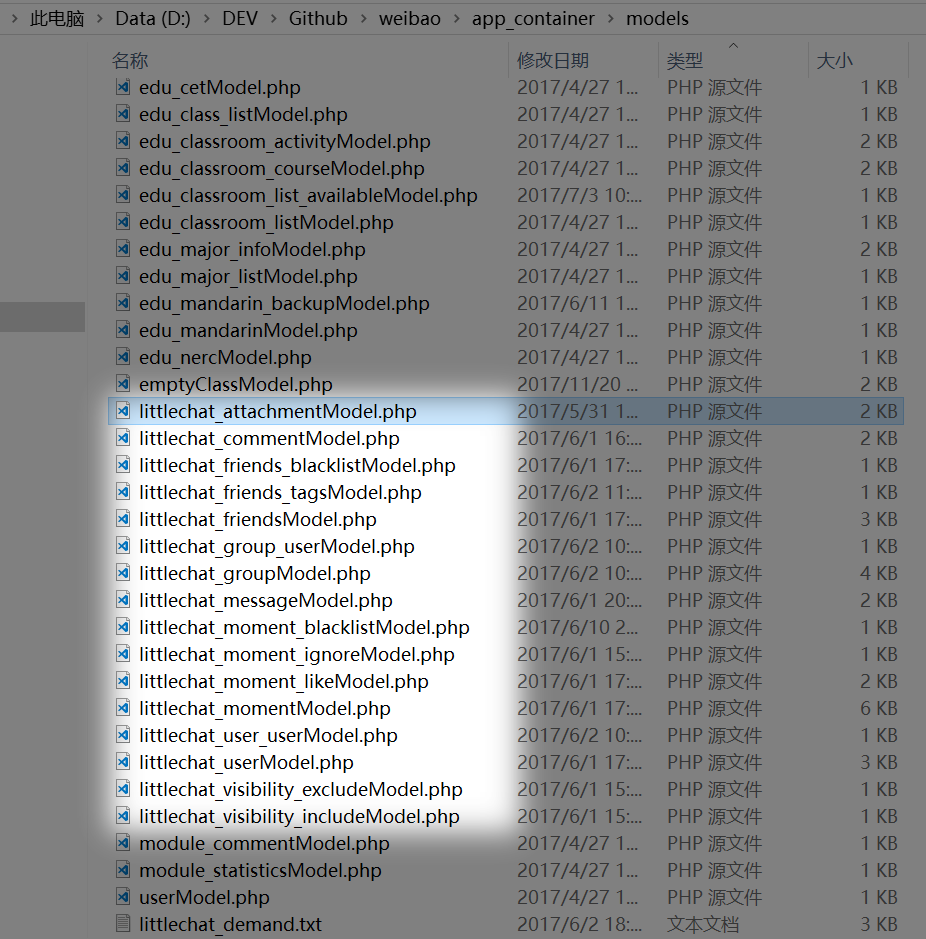 此电脑 > Data (D:) > DEV > Github > weibao > app_container > models
名称 修改日期 类型 大小
edu_cetModel.php 2017/4/27 1... PHP 源文件 1 KB
edu_class_listModel.php 2017/4/27 1... PHP 源文件 1 KB
edu_classroom_activityModel.php 2017/4/27 1... PHP 源文件 2 KB
edu_classroom_courseModel.php 2017/4/27 1... PHP 源文件 2 KB
edu_classroom_list_availableModel.php 2017/7/3 10:... PHP 源文件 1 KB
edu_classroom_listModel.php 2017/4/27 1... PHP 源文件 1 KB
edu_major_infoModel.php 2017/4/27 1... PHP 源文件 2 KB
edu_major_listModel.php 2017/4/27 1... PHP 源文件 1 KB
edu_mandarin_backupModel.php 2017/6/11 1... PHP 源文件 1 KB
edu_mandarinModel.php 2017/4/27 1... PHP 源文件 1 KB
edu_nercModel.php 2017/4/27 1... PHP 源文件 1 KB
emptyClassModel.php 2017/11/20 ... PHP 源文件 2 KB
littlechat_attachmentModel.php 2017/5/31 1... PHP 源文件 2 KB
littlechat_commentModel.php 2017/6/1 16:... PHP 源文件 2 KB
littlechat_friends_blacklistModel.php 2017/6/1 17:... PHP 源文件 1 KB
littlechat_friends_tagsModel.php 2017/6/2 11:... PHP 源文件 1 KB
littlechat_friendsModel.php 2017/6/1 17:... PHP 源文件 3 KB
littlechat_group_userModel.php 2017/6/2 10:... PHP 源文件 1 KB
littlechat_groupModel.php 2017/6/2 10:... PHP 源文件 4 KB
littlechat_messageModel.php 2017/6/1 20:... PHP 源文件 2 KB
littlechat_moment_blacklistModel.php 2017/6/10 2... PHP 源文件 1 KB
littlechat_moment_ignoreModel.php 2017/6/1 15:... PHP 源文件 1 KB
littlechat_moment_likeModel.php 2017/6/1 17:... PHP 源文件 2 KB
littlechat_momentModel.php 2017/6/1 17:... PHP 源文件 6 KB
littlechat_user_userModel.php 2017/6/2 10:... PHP 源文件 1 KB
littlechat_userModel.php 2017/6/1 17:... PHP 源文件 3 KB
littlechat_visibility_excludeModel.php 2017/6/1 15:... PHP 源文件 1 KB
littlechat_visibility_includeModel.php 2017/6/1 15:... PHP 源文件 1 KB
module_commentModel.php 2017/4/27 1... PHP 源文件 1 KB
module_statisticsModel.php 2017/4/27 1... PHP 源文件 1 KB
userModel.php 2017/4/27 1... PHP 源文件 1 KB
littlechat_demand.txt 2017/6/2 18:... 文本文档 3 KB